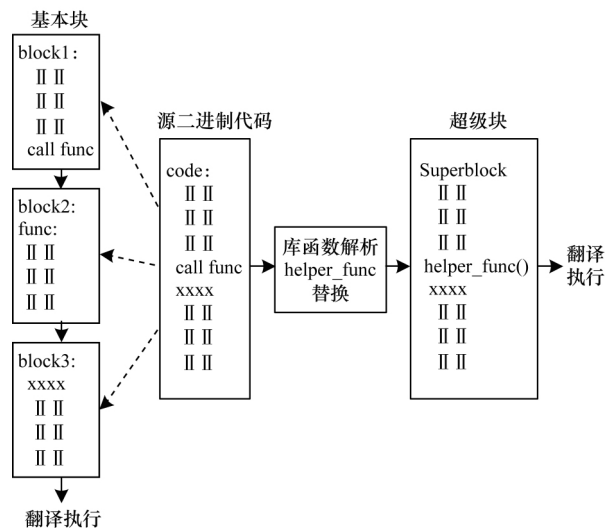 基本块
block1:
Ⅱ Ⅱ
Ⅱ Ⅱ
Ⅱ Ⅱ
call func
block2:
func:
Ⅱ Ⅱ
Ⅱ Ⅱ
Ⅱ Ⅱ
block3:
xxxx
Ⅱ Ⅱ
Ⅱ Ⅱ
Ⅱ Ⅱ
翻译执行
源二进制代码
code:
Ⅱ Ⅱ
Ⅱ Ⅱ
Ⅱ Ⅱ
call func
xxxx
Ⅱ Ⅱ
Ⅱ Ⅱ
Ⅱ Ⅱ
库函数解析
helper_func
替换
超级块
Superblock
Ⅱ Ⅱ
Ⅱ Ⅱ
Ⅱ Ⅱ
helper_func()
xxxx
Ⅱ Ⅱ
Ⅱ Ⅱ
Ⅱ Ⅱ
翻译
执行